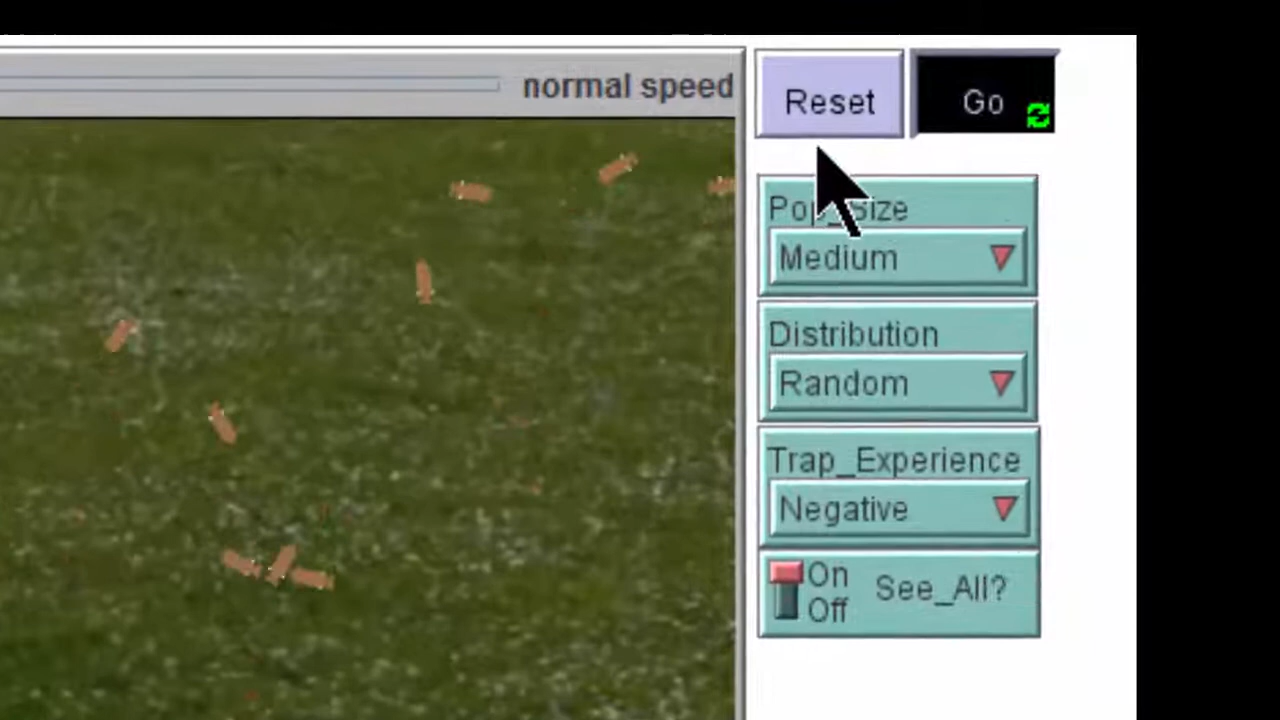 normal speed
Reset
Go
Pop_Size
Medium
Distribution
Random
Trap_Experience
Negative
On
Off
See_All?